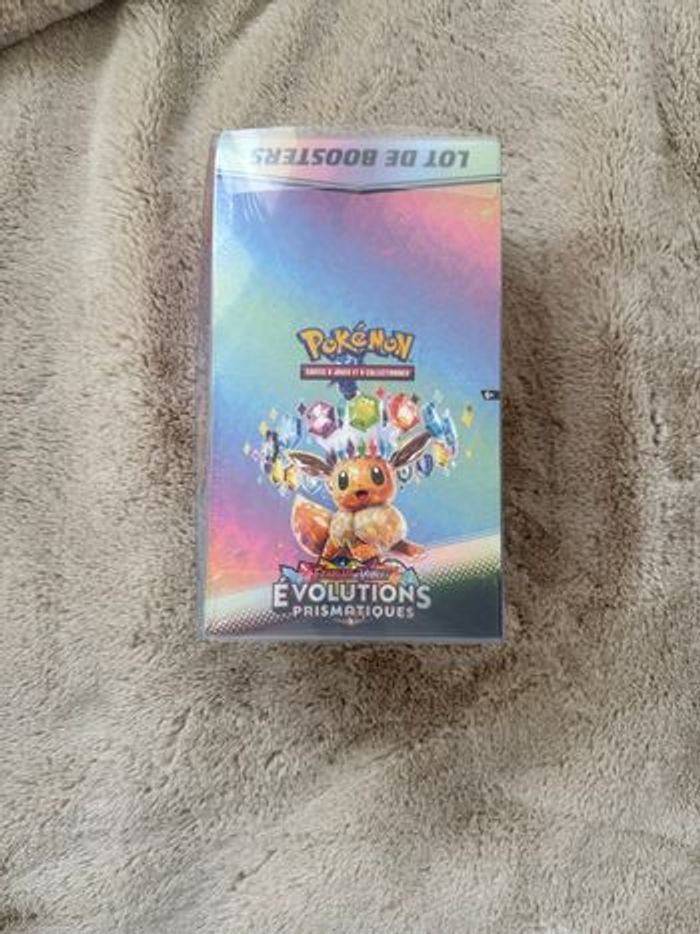 LOT DE BOOSTERS
POKÉMON
CARTES À JOUER ET À COLLECTIONNER
6+
ÉVOLUTIONS
PRISMATIQUES